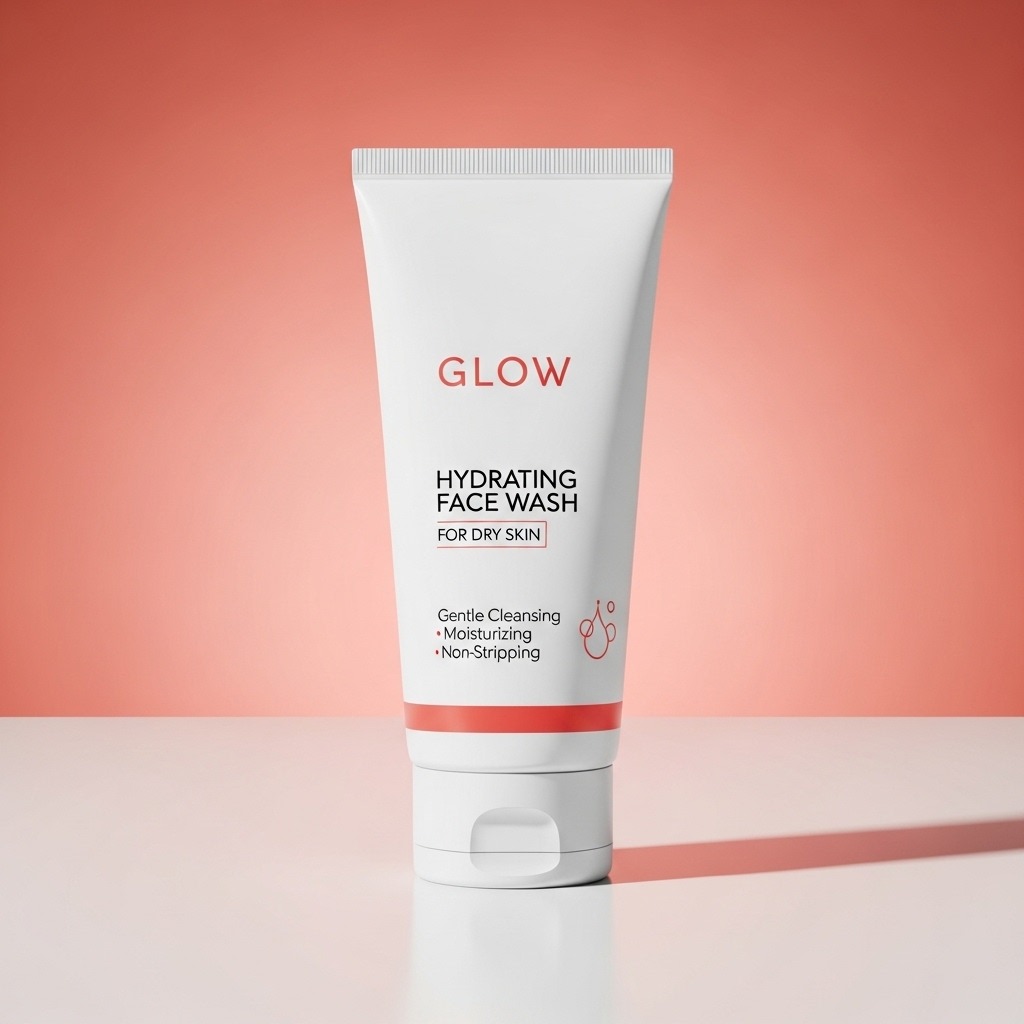 GLOW
HYDRATING
FACE WASH
FOR DRY SKIN
Gentle Cleansing
• Moisturizing
• Non-Stripping